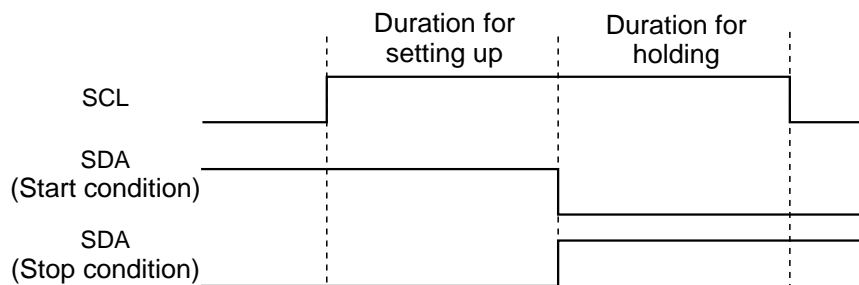 Duration for
setting up
Duration for
holding
SCL
SDA
(Start condition)
SDA
(Stop condition)